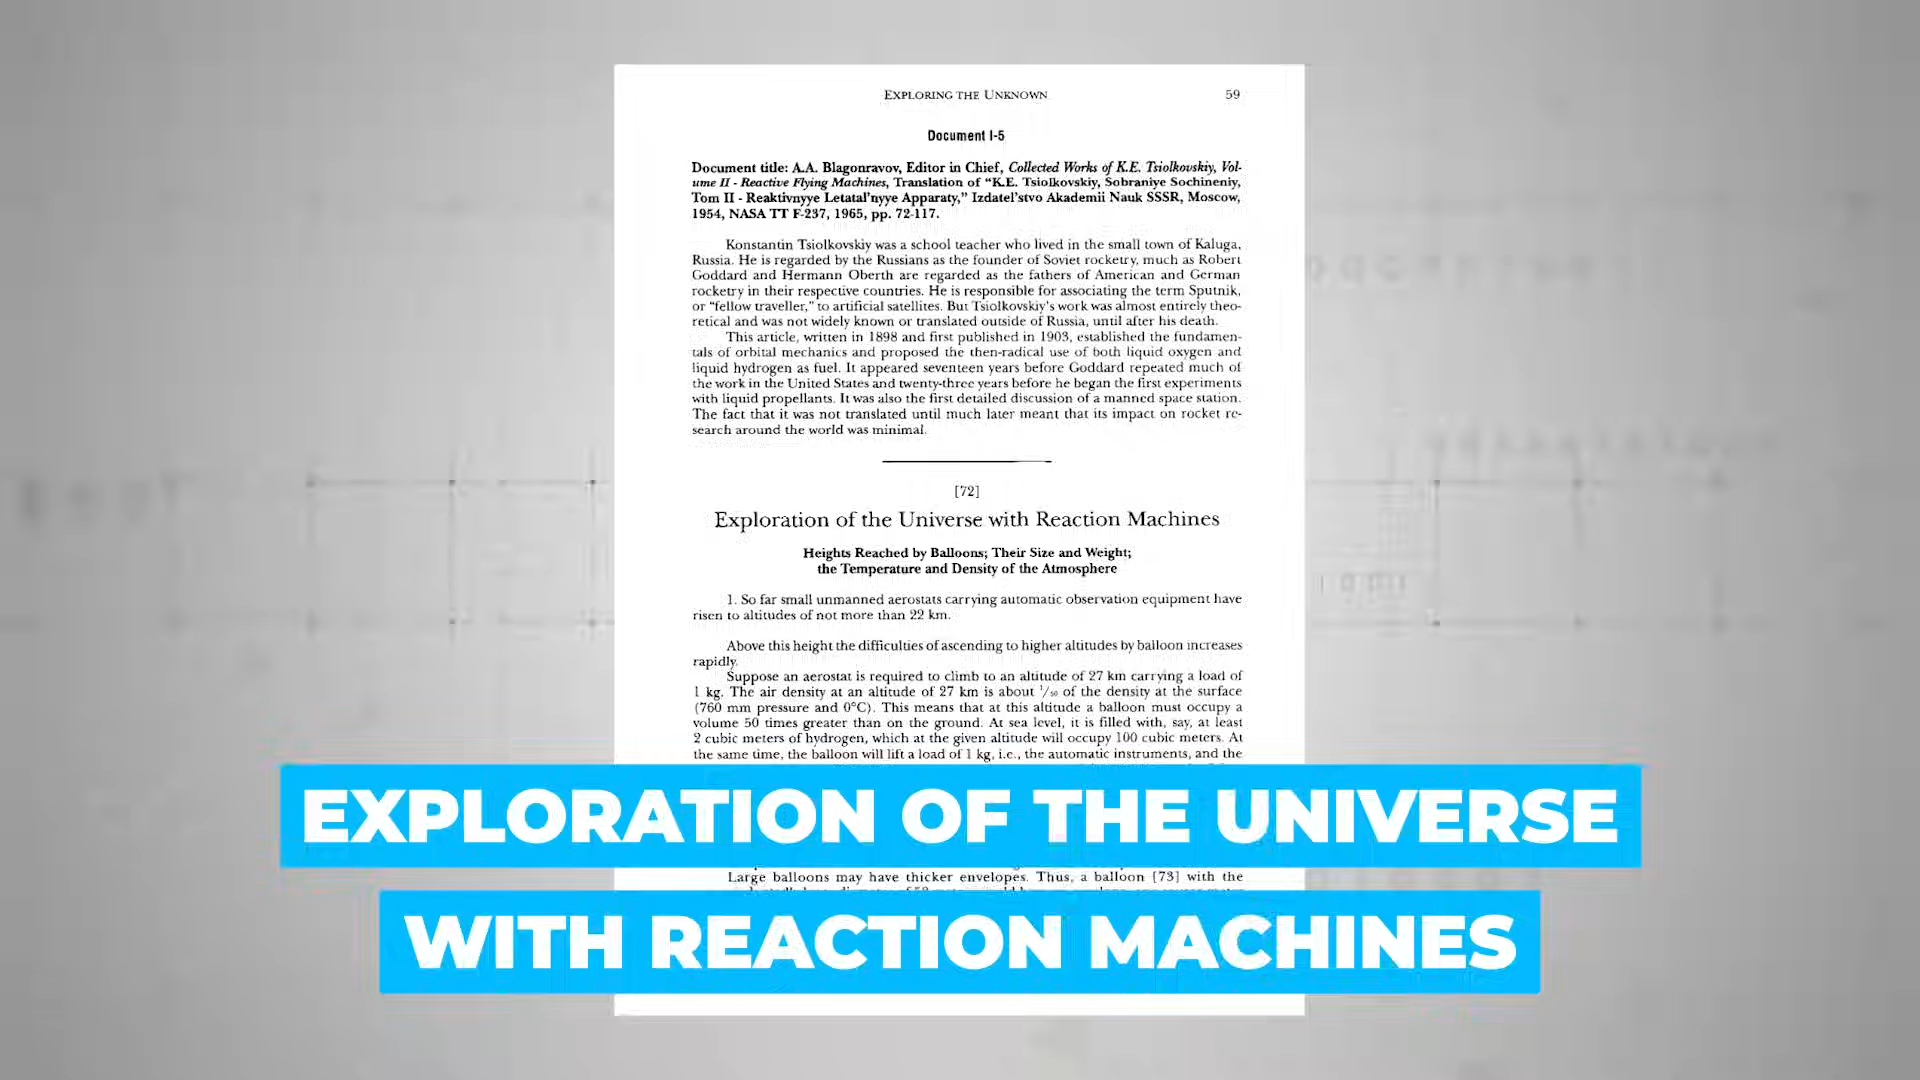 EXPLORING THE UNKNOWN 59
Document I-5
Document title: A.A. Blagonravov, Editor in Chief, Collected Works of K.E. Tsiolkovskiy, Vol-
ume II - Reactive Flying Machines, Translation of “K.E. Tsiolkovskiy, Sobraniye Sochineniy,
Tom II - Reaktivnyye Letatal’nyye Apparaty,” Izdatel’stvo Akademii Nauk SSSR, Moscow,
1954, NASA TT F-237, 1965, pp. 72-117.
Konstantin Tsiolkovskiy was a school teacher who lived in the small town of Kaluga,
Russia. He is regarded by the Russians as the founder of Soviet rocketry, much as Robert
Goddard and Hermann Oberth are regarded as the fathers of American and German
rocketry in their respective countries. He is responsible for associating the term Sputnik,
or “fellow traveller,” to artificial satellites. But Tsiolkovskiy’s work was almost entirely theo-
retical and was not widely known or translated outside of Russia, until after his death.
This article, written in 1898 and first published in 1903, established the fundamen-
tals of orbital mechanics and proposed the then-radical use of both liquid oxygen and
liquid hydrogen as fuel. It appeared seventeen years before Goddard repeated much of
the work in the United States and twenty-three years before he began the first experiments
with liquid propellants. It was also the first detailed discussion of a manned space station.
The fact that it was not translated until much later meant that its impact on rocket re-
search around the world was minimal.
[72]
Exploration of the Universe with Reaction Machines
Heights Reached by Balloons; Their Size and Weight;
the Temperature and Density of the Atmosphere
1. So far small unmanned aerostats carrying automatic observation equipment have
risen to altitudes of not more than 22 km.
Above this height the difficulties of ascending to higher altitudes by balloon increases
rapidly.
Suppose an aerostat is required to climb to an altitude of 27 km carrying a load of
1 kg. The air density at an altitude of 27 km is about 1/50 of the density at the surface
(760 mm pressure and 0°C). This means that at this altitude a balloon must occupy a
volume 50 times greater than on the ground. At sea level, it is filled with, say, at least
2 cubic meters of hydrogen, which at the given altitude will occupy 100 cubic meters. At
the same time, the balloon will lift a load of 1 kg, i.e., the automatic instruments, and the
EXPLORATION OF THE UNIVERSE
Large balloons may have thicker envelopes. Thus, a balloon [73] with the
WITH REACTION MACHINES